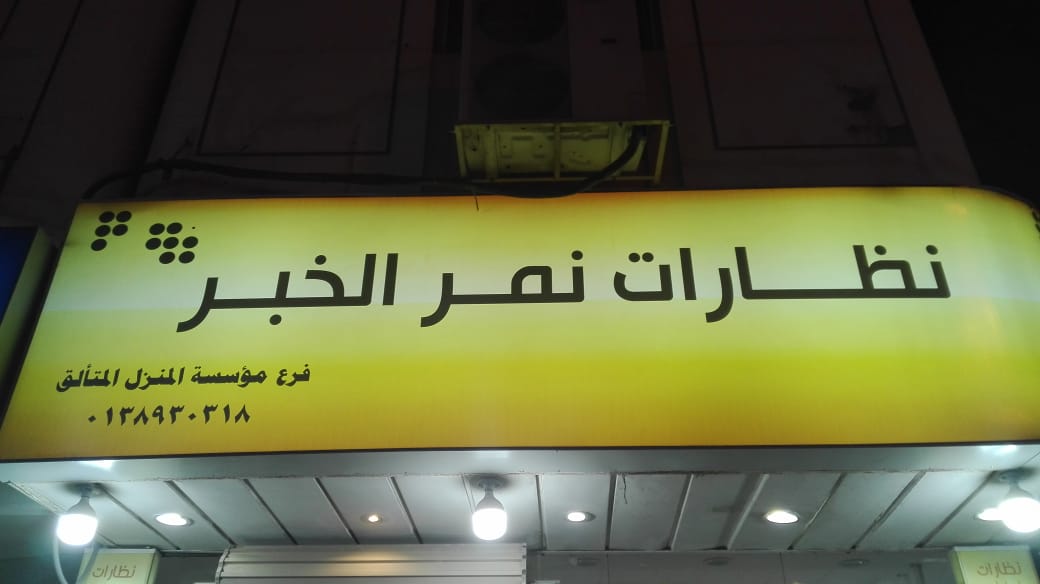 نظارات نمر الخبر
فرع مؤسسة المنزل المتألق
٠١٣٨٩٣٠٣١٨
نظارات
نظارات